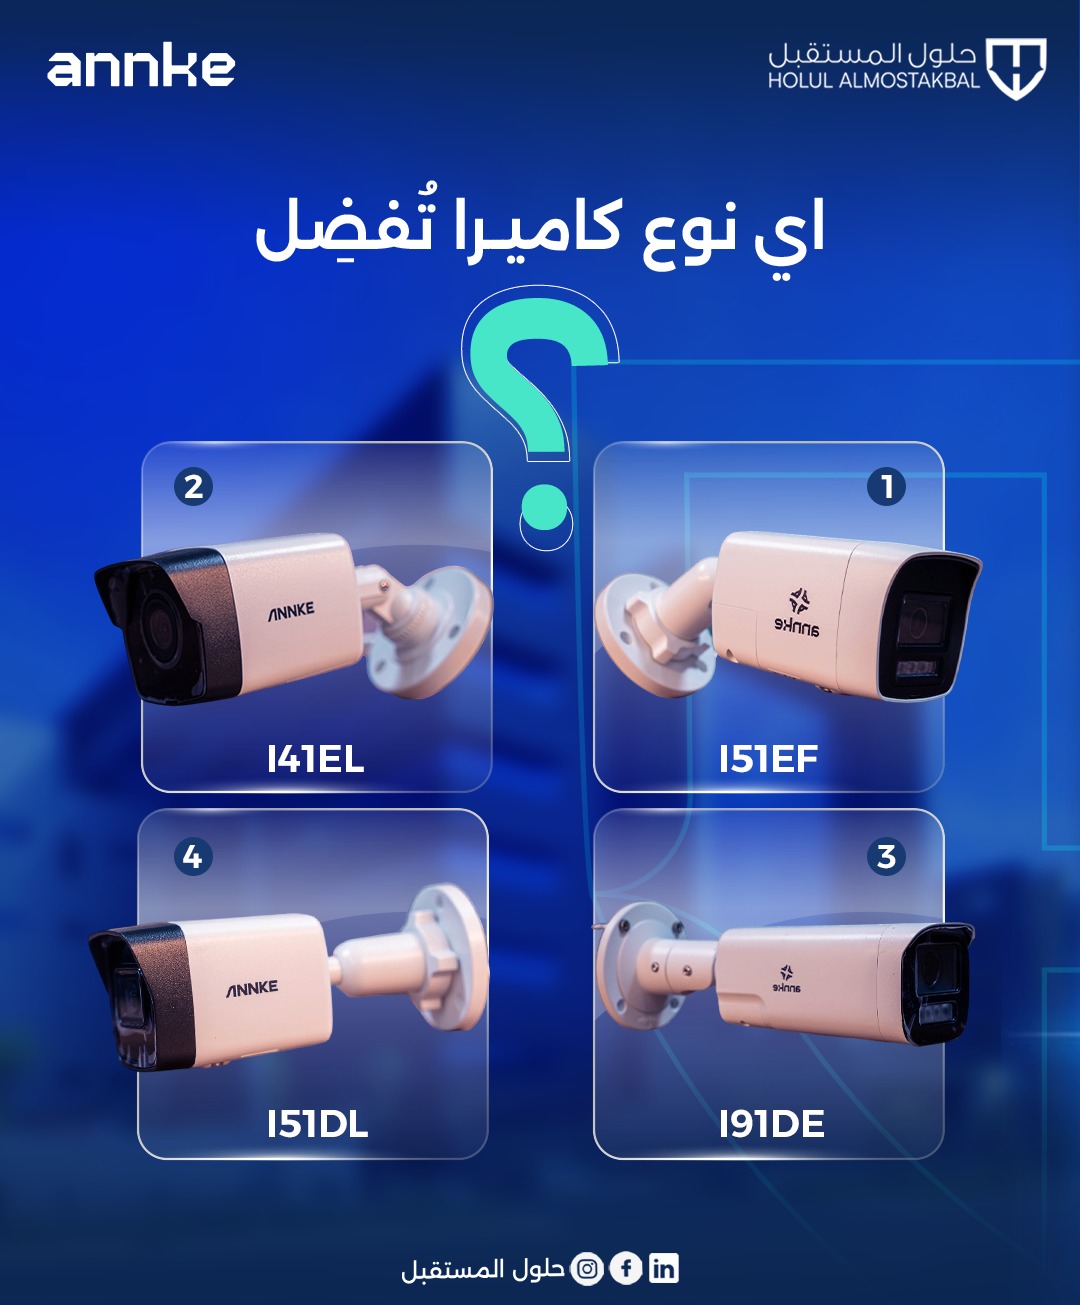 annke
حلول المستقبل
HOLUL ALMOSTAKBAL
اي نوع كاميرا تُفضِل
؟
1
annke
I51EF
2
ANNKE
I41EL
3
annke
I91DE
4
ANNKE
I51DL
حلول المستقبل